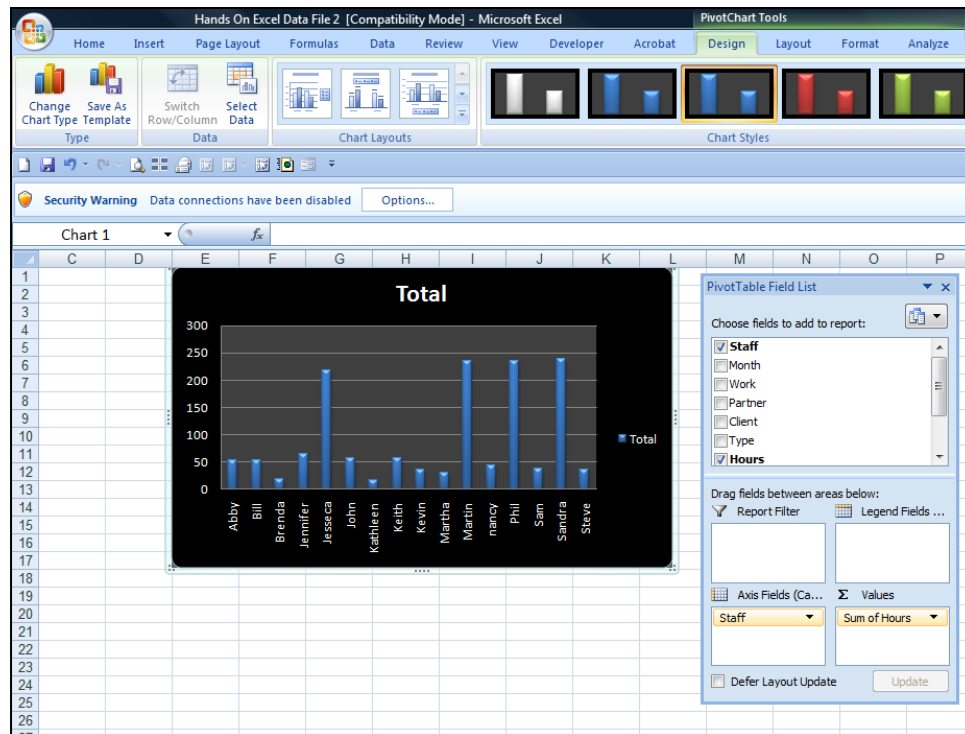 Hands On Excel Data File 2 [Compatibility Mode] - Microsoft Excel
PivotChart Tools
Home Insert Page Layout Formulas Data Review View Developer Acrobat Design Layout Format Analyze
Change Chart Type
Save As Template
Switch Row/Column
Select Data
Type Data Chart Layouts Chart Styles
Security Warning Data connections have been disabled Options...
Chart 1 fx
C D E F G H I J K L M N O P
1
2
3
4
5
6
7
8
9
10
11
12
13
14
15
16
17
18
19
20
21
22
23
24
25
26
Total
300
250
200
150
100
50
0
Abby
Bill
Brenda
Jennifer
Jesseca
John
Kathleen
Keith
Kevin
Martha
Martin
nancy
Phil
Sam
Sandra
Steve
Total
PivotTable Field List
Choose fields to add to report:
Staff
Month
Work
Partner
Client
Type
Hours
Drag fields between areas below:
Report Filter Legend Fields ...
Axis Fields (Ca... Σ Values
Staff Sum of Hours
Defer Layout Update Update